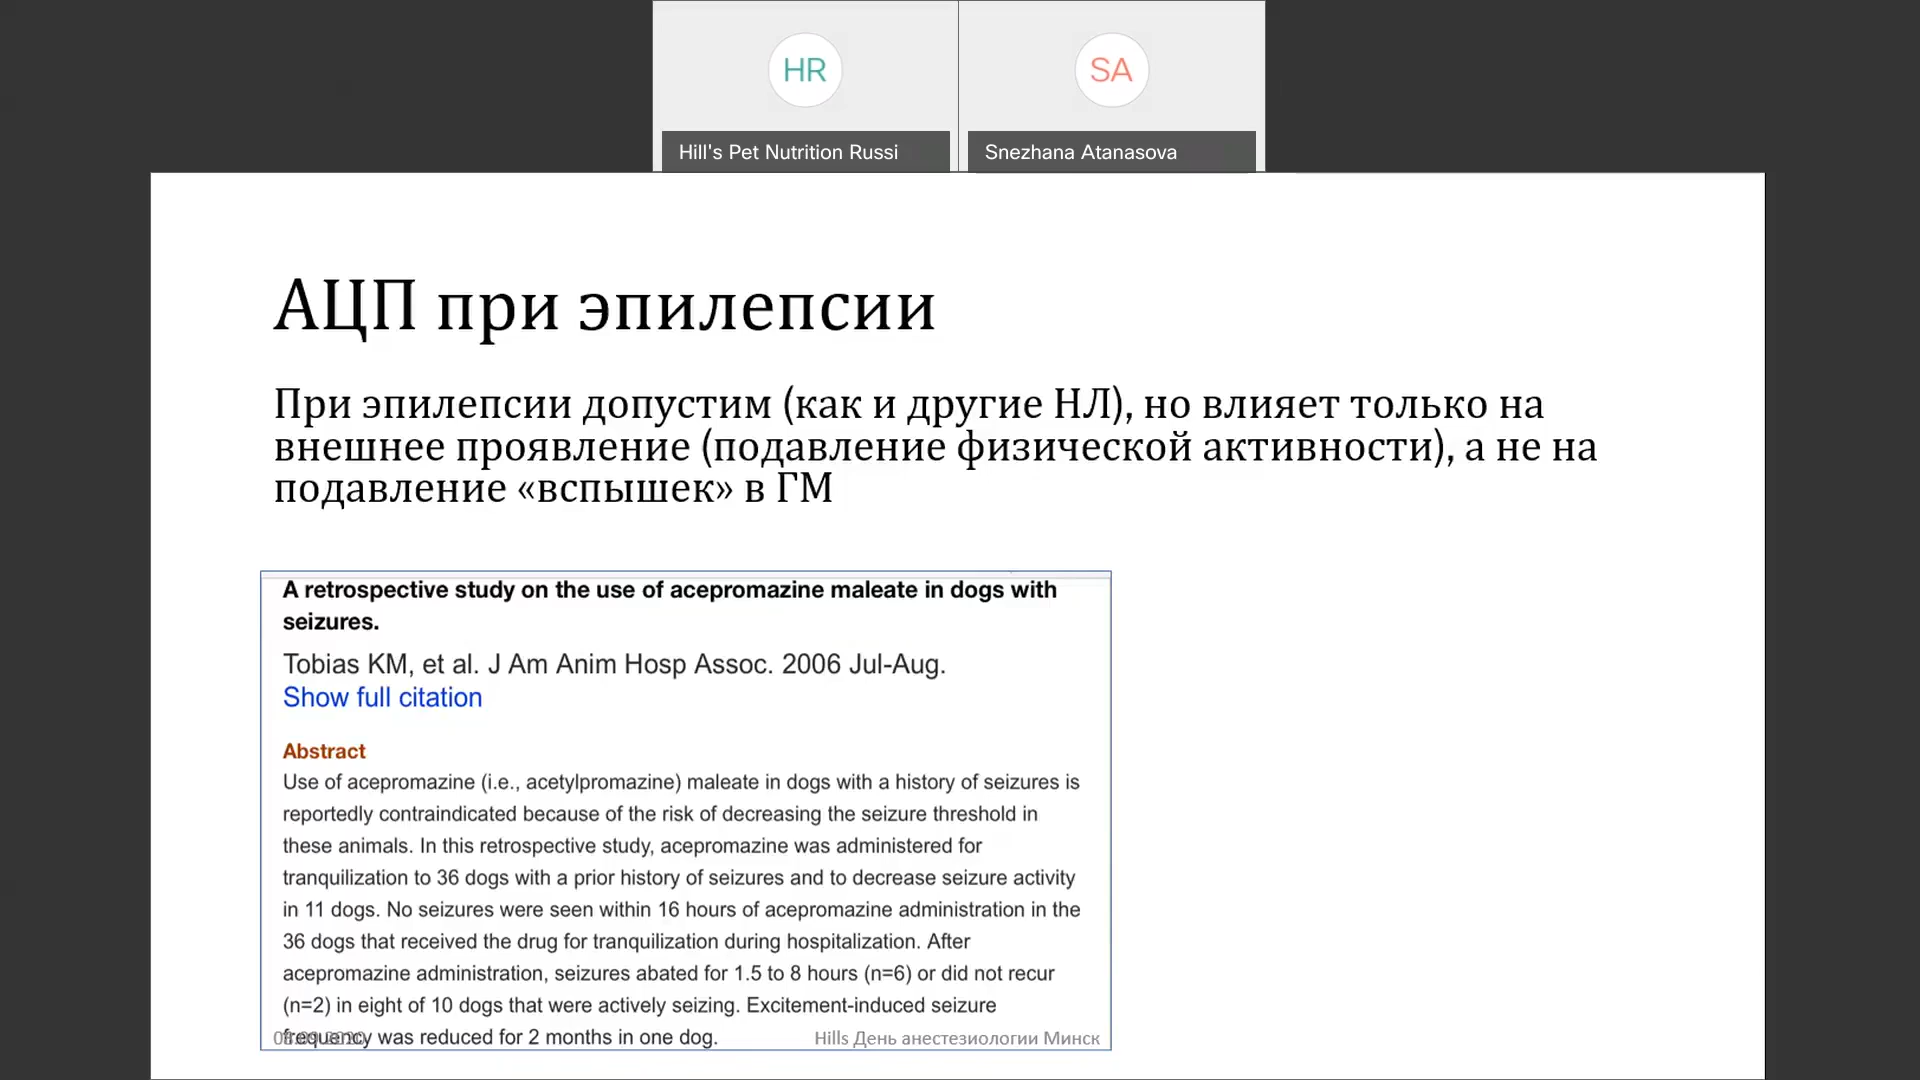 HR
SA
Hill's Pet Nutrition Russi
Snezhana Atanasova
АЦП при эпилепсии
При эпилепсии допустим (как и другие НЛ), но влияет только на
внешнее проявление (подавление физической активности), а не на
подавление «вспышек» в ГМ
A retrospective study on the use of acepromazine maleate in dogs with
seizures.
Tobias KM, et al. J Am Anim Hosp Assoc. 2006 Jul-Aug.
Show full citation
Abstract
Use of acepromazine (i.e., acetylpromazine) maleate in dogs with a history of seizures is
reportedly contraindicated because of the risk of decreasing the seizure threshold in
these animals. In this retrospective study, acepromazine was administered for
tranquilization to 36 dogs with a prior history of seizures and to decrease seizure activity
in 11 dogs. No seizures were seen within 16 hours of acepromazine administration in the
36 dogs that received the drug for tranquilization during hospitalization. After
acepromazine administration, seizures abated for 1.5 to 8 hours (n=6) or did not recur
(n=2) in eight of 10 dogs that were actively seizing. Excitement-induced seizure
frequency was reduced for 2 months in one dog.
Hills День анестезиологии Минск